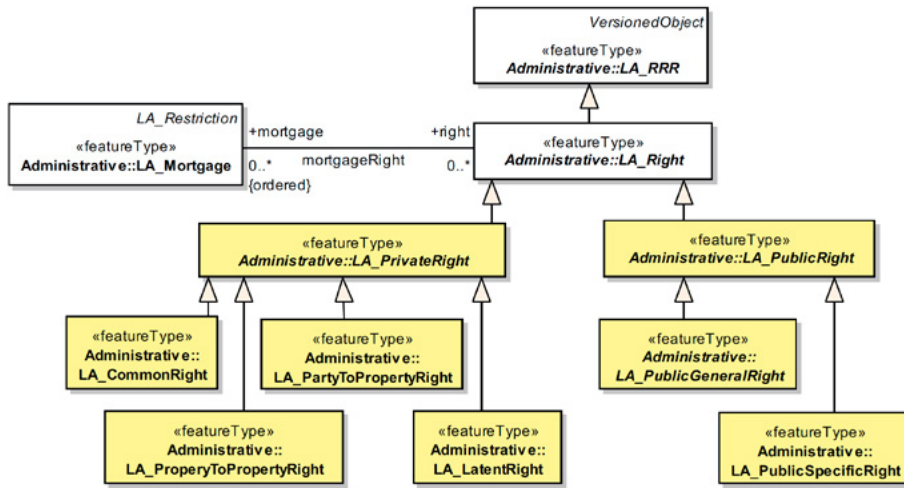 VersionedObject
«featureType»
Administrative::LA_RRR
LA_Restriction
«featureType»
Administrative::LA_Mortgage
+mortgage
+right
0..*
mortgageRight
0..*
{ordered}
«featureType»
Administrative::LA_Right
«featureType»
Administrative::LA_PrivateRight
«featureType»
Administrative::LA_PublicRight
«featureType»
Administrative::
LA_CommonRight
«featureType»
Administrative::
LA_PartyToPropertyRight
«featureType»
Administrative::
LA_PublicGeneralRight
«featureType»
Administrative::
LA_ProperyToPropertyRight
«featureType»
Administrative::
LA_LatentRight
«featureType»
Administrative::
LA_PublicSpecificRight